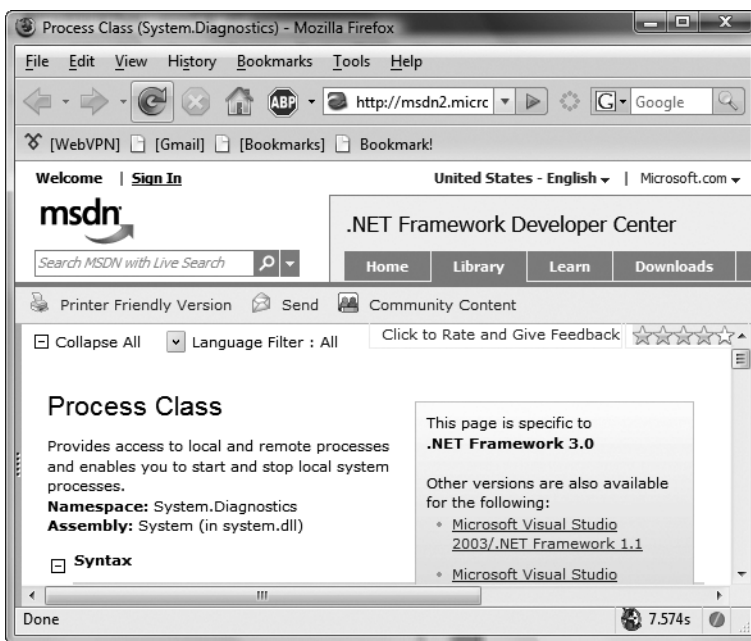 Process Class (System.Diagnostics) - Mozilla Firefox
File Edit View History Bookmarks Tools Help
ABP http://msdn2.micrc G Google
[WebVPN] [Gmail] [Bookmarks] Bookmark!
Welcome | Sign In United States - English | Microsoft.com
msdn
.NET Framework Developer Center
Search MSDN with Live Search
Home Library Learn Downloads
Printer Friendly Version Send Community Content
Collapse All Language Filter : All Click to Rate and Give Feedback
Process Class
Provides access to local and remote processes
and enables you to start and stop local system
processes.
Namespace: System.Diagnostics
Assembly: System (in system.dll)
Syntax
This page is specific to
.NET Framework 3.0
Other versions are also available
for the following:
Microsoft Visual Studio
2003/.NET Framework 1.1
Microsoft Visual Studio
Done 7.574s